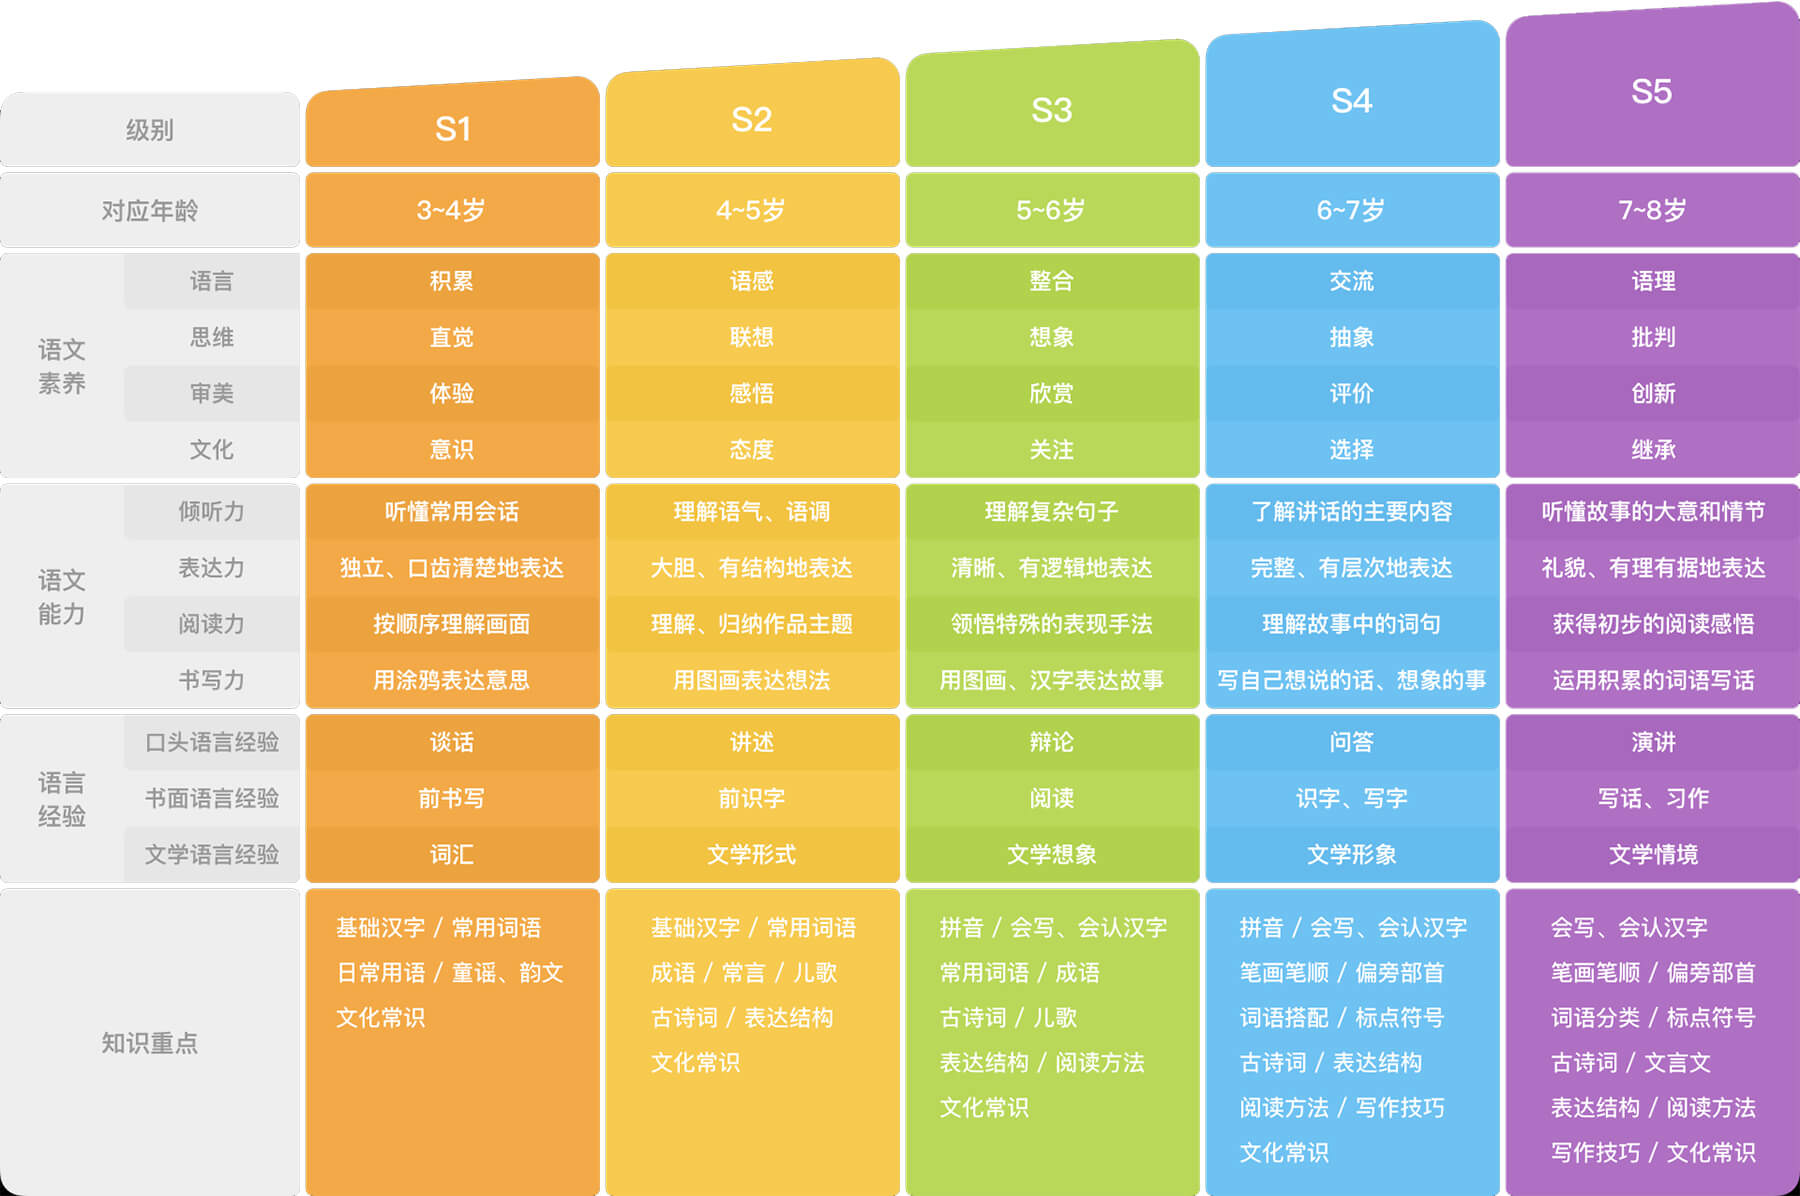 级别 S1 S2 S3 S4 S5
对应年龄 3~4岁 4~5岁 5~6岁 6~7岁 7~8岁
语文
素养
语言 积累 语感 整合 交流 语理
思维 直觉 联想 想象 抽象 批判
审美 体验 感悟 欣赏 评价 创新
文化 意识 态度 关注 选择 继承
语文
能力
倾听力 听懂常用会话 理解语气、语调 理解复杂句子 了解讲话的主要内容 听懂故事的大意和情节
表达力 独立、口齿清楚地表达 大胆、有结构地表达 清晰、有逻辑地表达 完整、有层次地表达 礼貌、有理有据地表达
阅读力 按顺序理解画面 理解、归纳作品主题 领悟特殊的表现手法 理解故事中的词句 获得初步的阅读感悟
书写力 用涂鸦表达意思 用图画表达想法 用图画、汉字表达故事 写自己想说的话、想象的事 运用积累的词语写话
语言
经验
口头语言经验 谈话 讲述 辩论 问答 演讲
书面语言经验 前书写 前识字 阅读 识字、写字 写话、习作
文学语言经验 词汇 文学形式 文学想象 文学形象 文学情境
知识重点
基础汉字 / 常用词语
日常用语 / 童谣、韵文
文化常识
基础汉字 / 常用词语
成语 / 常言 / 儿歌
古诗词 / 表达结构
文化常识
拼音 / 会写、会认汉字
常用词语 / 成语
古诗词 / 儿歌
表达结构 / 阅读方法
文化常识
拼音 / 会写、会认汉字
笔画笔顺 / 偏旁部首
词语搭配 / 标点符号
古诗词 / 表达结构
阅读方法 / 写作技巧
文化常识
会写、会认汉字
笔画笔顺 / 偏旁部首
词语分类 / 标点符号
古诗词 / 文言文
表达结构 / 阅读方法
写作技巧 / 文化常识